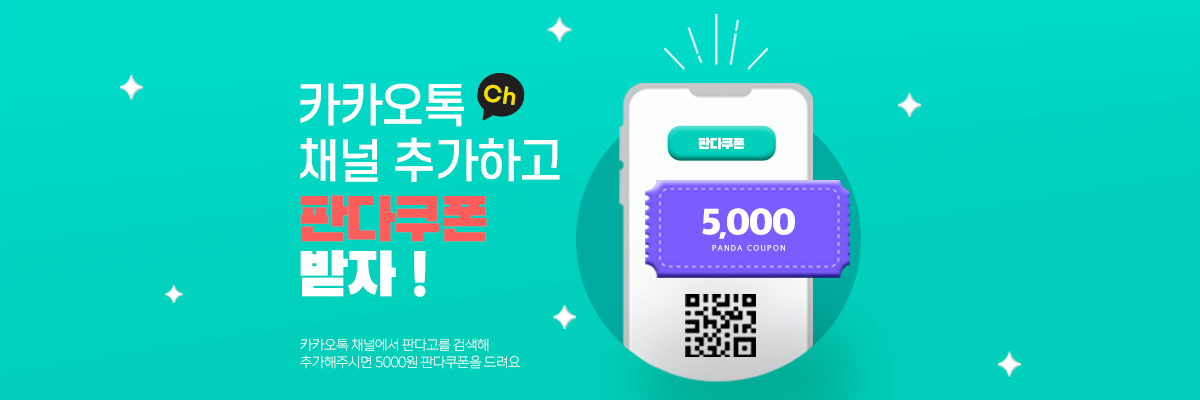 카카오톡 Ch
채널 추가하고
판다쿠폰
받자 !
카카오톡 채널에서 판다고를 검색해
추가해주시면 5000원 판다쿠폰을 드려요
판다쿠폰
5,000
PANDA COUPON